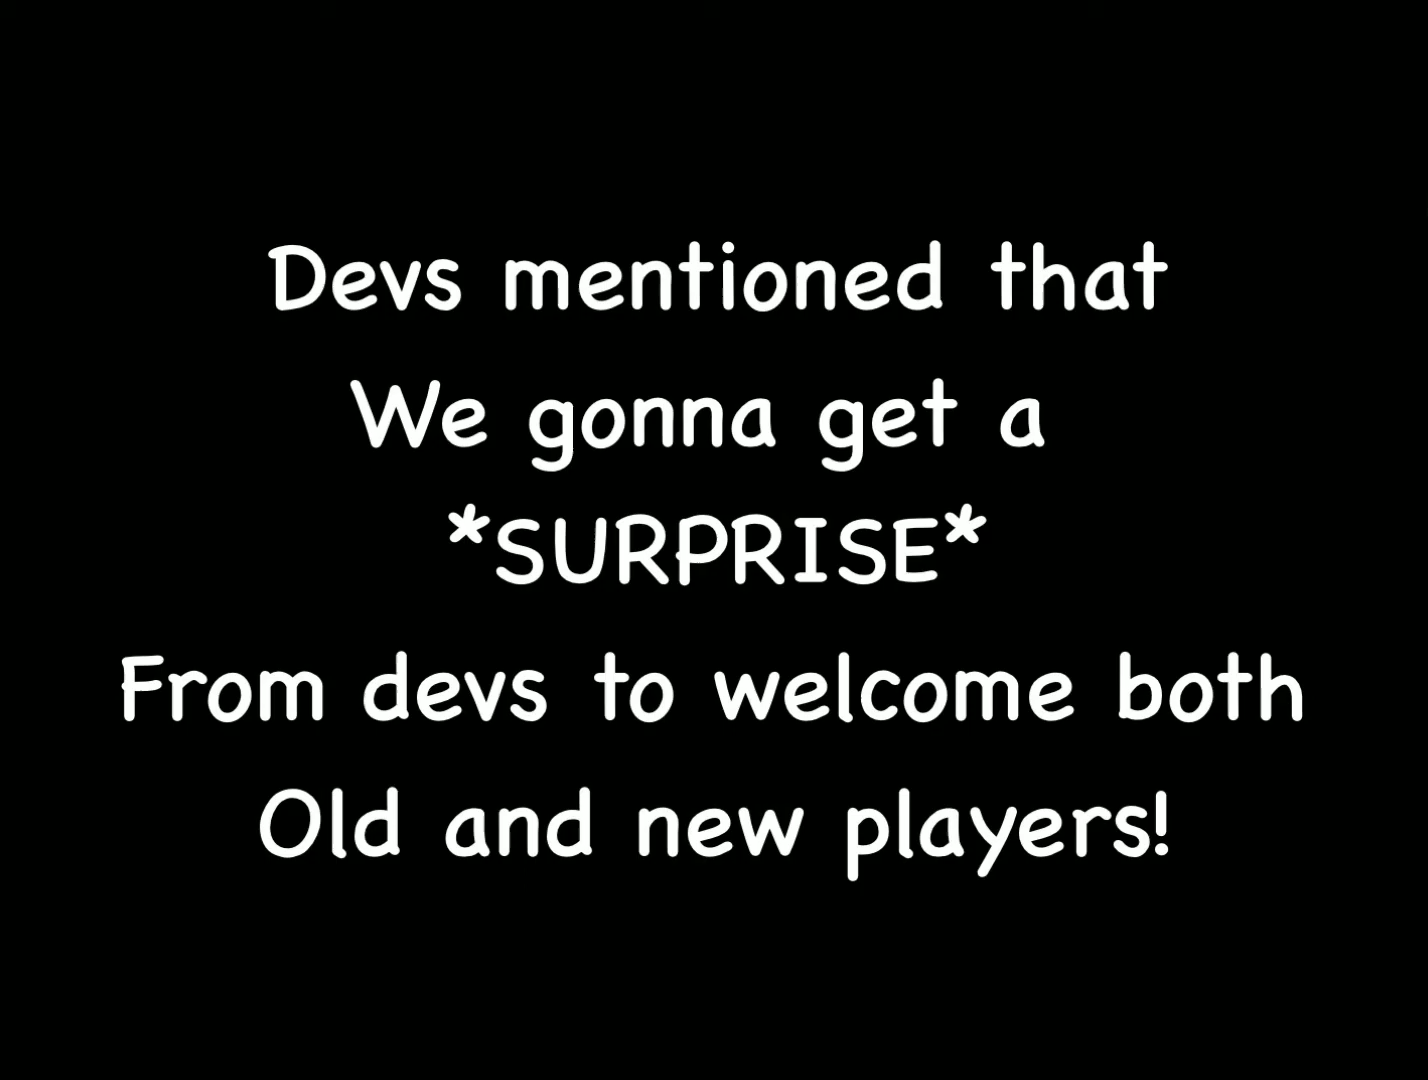 Devs mentioned that
We gonna get a
*SURPRISE*
From devs to welcome both
Old and new players!